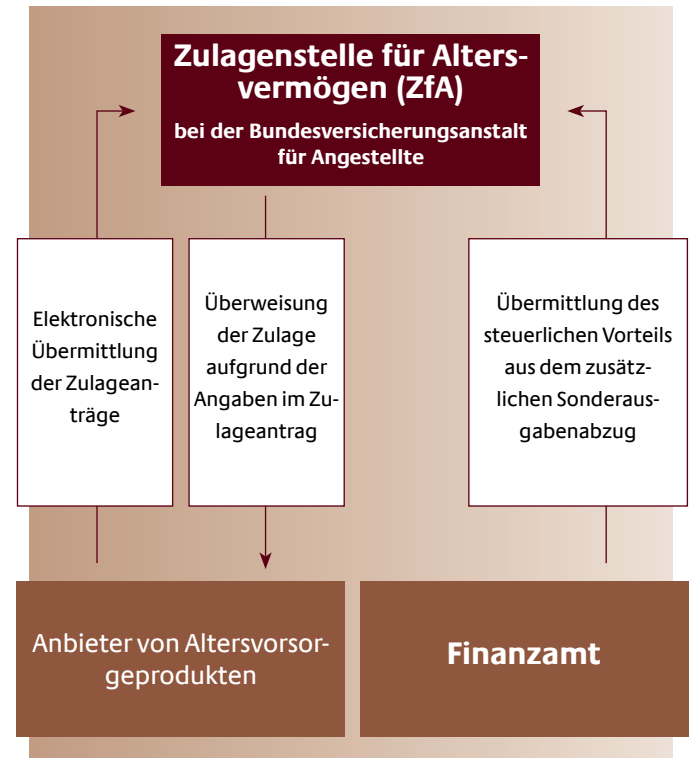 Zulagenstelle für Alters-
vermögen (ZfA)
bei der Bundesversicherungsanstalt
für Angestellte
Elektronische
Übermittlung
der Zulagean-
träge
Überweisung
der Zulage
aufgrund der
Angaben im Zu-
lageantrag
Übermittlung des
steuerlichen Vorteils
aus dem zusätz-
lichen Sonderaus-
gabenabzug
Anbieter von Altersvorsor-
geprodukten
Finanzamt